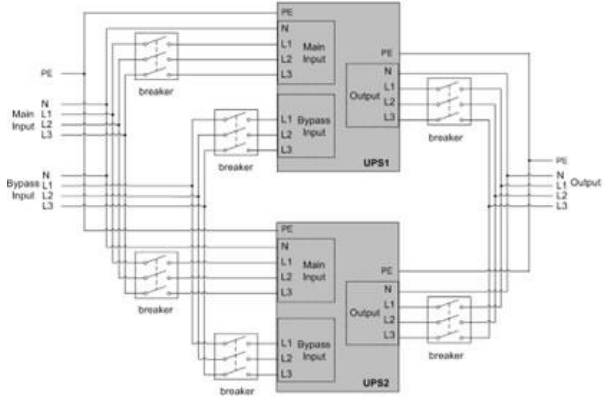 PE
N
L1
L2
L3
Main
Input
breaker
PE
N
Main L1
Input L2
L3
L1
L2
L3
Bypass
Input
breaker
UPS1
PE
N
L1
L2
L3
Output
breaker
N
Bypass L1
Input L2
L3
PE
N
L1 Output
L2
L3
PE
N
L1
L2
L3
Main
Input
breaker
L1
L2
L3
Bypass
Input
breaker
UPS2
PE
N
L1
L2
L3
Output
breaker